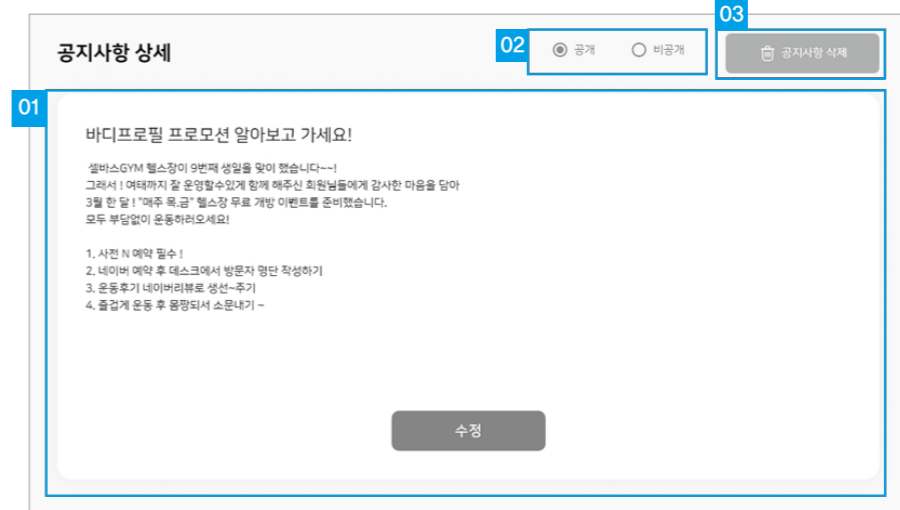 03
공지사항 상세
02
공개
비공개
공지사항 삭제
01
바디프로필 프로모션 알아보고 가세요!
셀바스GYM 헬스장이 9번째 생일을 맞이 했습니다~~!
그래서 ! 여태까지 잘 운영할수있게 함께 해주신 회원님들에게 감사한 마음을 담아
3월 한 달 ! "매주 목.금" 헬스장 무료 개방 이벤트를 준비했습니다.
모두 부담없이 운동하러오세요!
1. 사전 N 예약 필수 !
2. 네이버 예약 후 데스크에서 방문자 명단 작성하기
3. 운동후기 네이버리뷰로 생선~주기
4. 즐겁게 운동 후 몸짱되서 소문내기 ~
수정